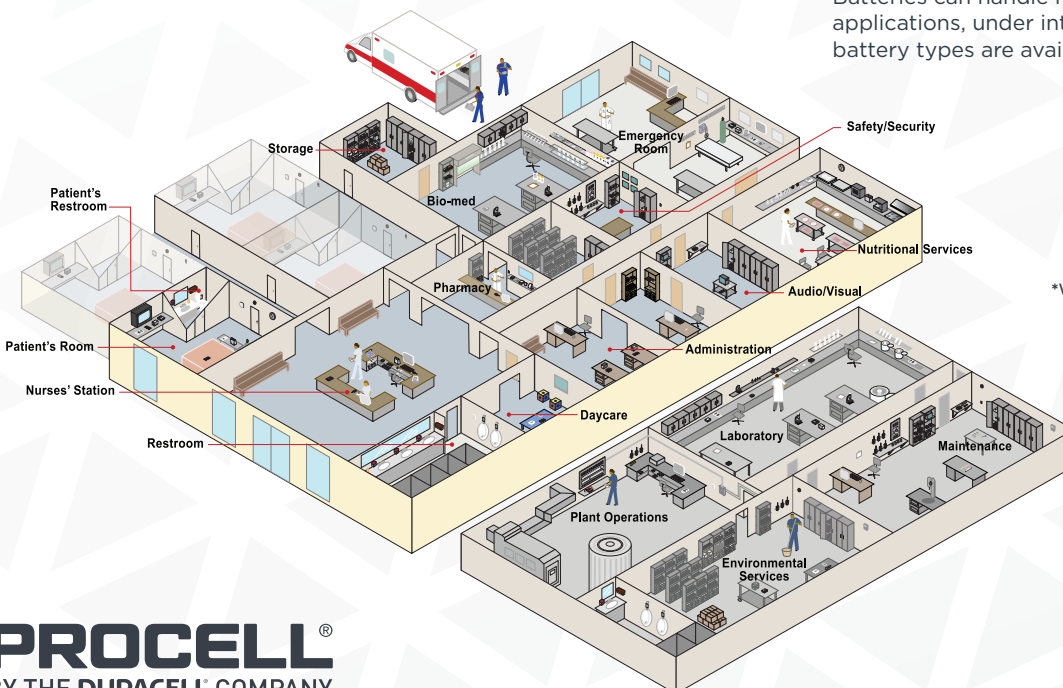 Batteries can handle
applications, under
battery types are
Safety/Security
Emergency
Room
Storage
Patient's
Restroom
Bio-med
Nutritional Services
Pharmacy
Audio/Visual
Patient's Room
Administration
Nurses' Station
Daycare
Restroom
Laboratory
Maintenance
Plant Operations
Environmental
Services
PROCELL®
BY THE DURACELL® COMPANY